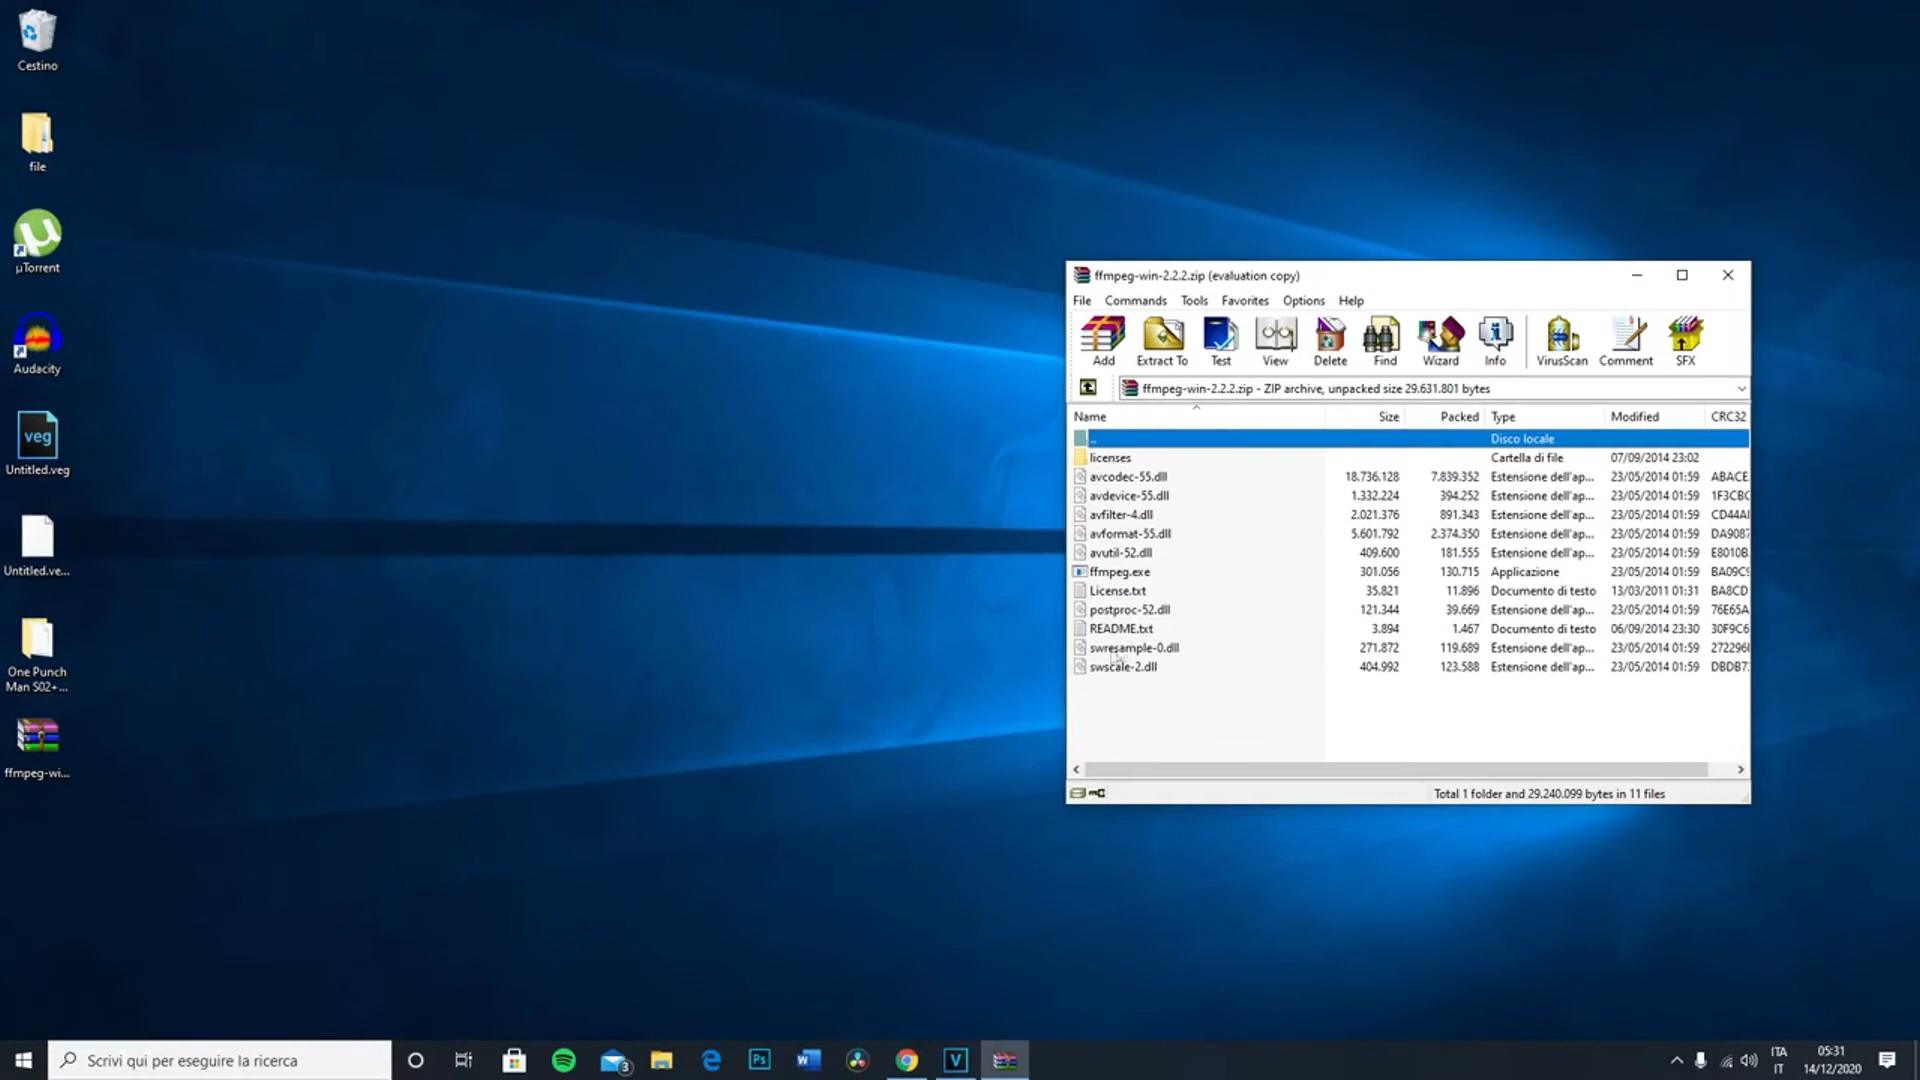 Cestino
file
µTorrent
Audacity
veg
Untitled.veg
Untitled.ve...
One Punch
Man S02+...
ffmpeg-wi...
ffmpeg-win-2.2.2.zip (evaluation copy)
File Commands Tools Favorites Options Help
Add Extract To Test View Delete Find Wizard Info VirusScan Comment SFX
ffmpeg-win-2.2.2.zip - ZIP archive, unpacked size 29.631.801 bytes
Name Size Packed Type Modified CRC32
.. Disco locale
licenses Cartella di file 07/09/2014 23:02
avcodec-55.dll 18.736.128 7.839.352 Estensione dell'ap... 23/05/2014 01:59 ABACE
avdevice-55.dll 1.332.224 394.252 Estensione dell'ap... 23/05/2014 01:59 1F3CBC
avfilter-4.dll 2.021.376 891.343 Estensione dell'ap... 23/05/2014 01:59 CD44A
avformat-55.dll 5.601.792 2.374.350 Estensione dell'ap... 23/05/2014 01:59 DA908
avutil-52.dll 409.600 181.555 Estensione dell'ap... 23/05/2014 01:59 E8010B
ffmpeg.exe 301.056 130.715 Applicazione 23/05/2014 01:59 BA09C
License.txt 35.821 11.896 Documento di testo 13/03/2011 01:31 BA8CD
postproc-52.dll 121.344 39.669 Estensione dell'ap... 23/05/2014 01:59 76E65A
README.txt 3.894 1.467 Documento di testo 06/09/2014 23:30 30F9C6
swresample-0.dll 271.872 119.689 Estensione dell'ap... 23/05/2014 01:59 272296
swscale-2.dll 404.992 123.588 Estensione dell'ap... 23/05/2014 01:59 DBDB7
Total 1 folder and 29.240.099 bytes in 11 files
Scrivi qui per eseguire la ricerca
3
Ps
W
V
ITA
IT
05:31
14/12/2020